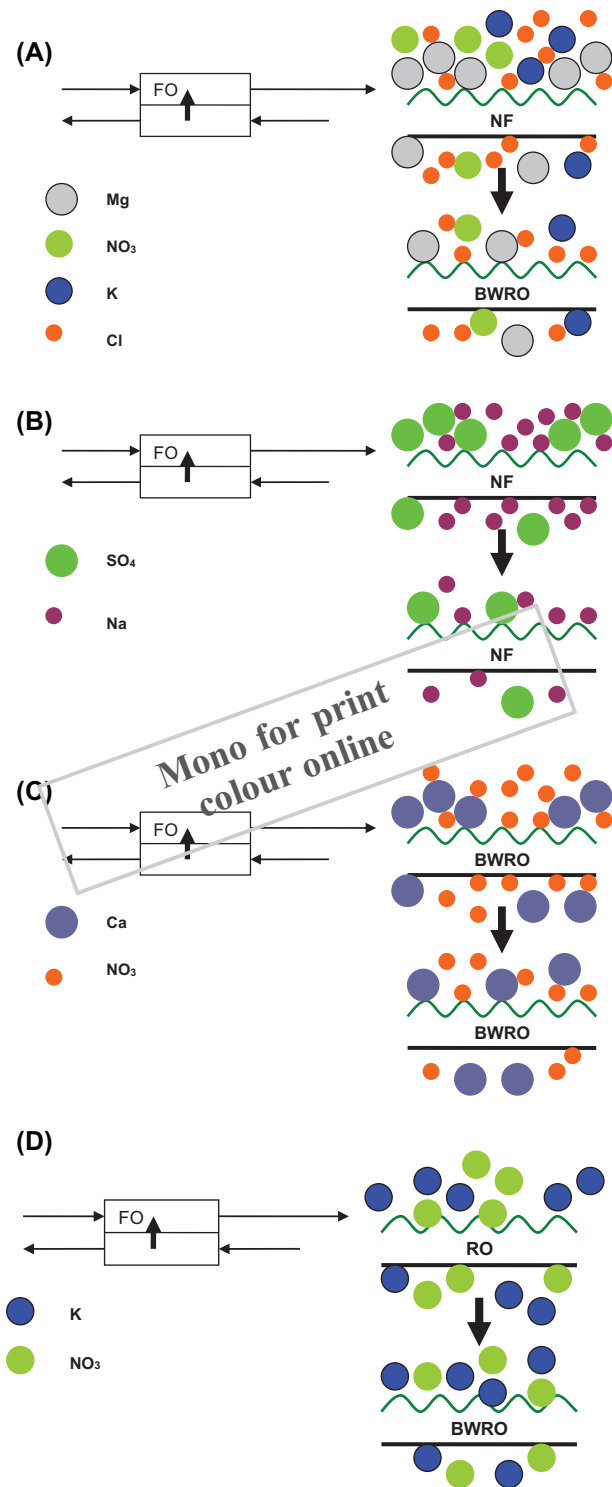 (A)
FO
NF
BWRO
Mg
NO₃
K
Cl
(B)
FO
NF
NF
SO₄
Na
Mono for print
colour online
(C)
FO
BWRO
BWRO
Ca
NO₃
(D)
FO
RO
BWRO
K
NO₃